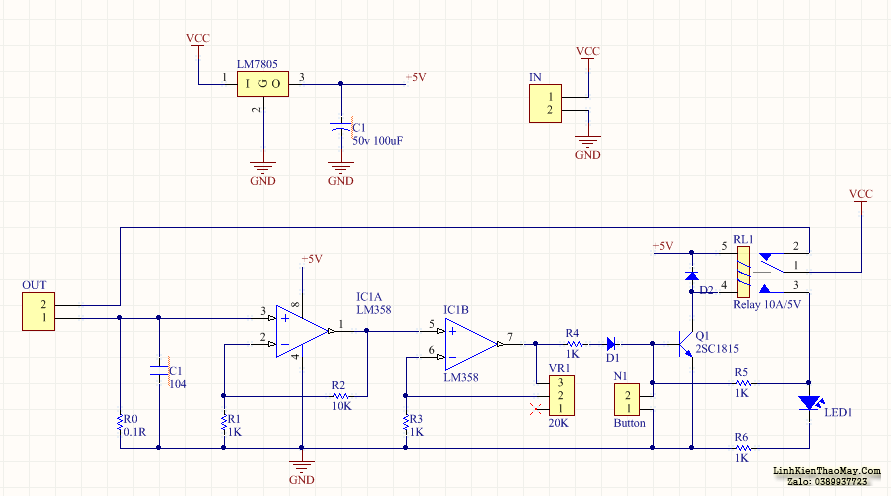 VCC
LM7805
1 I G O 3
+5V
2
C1
50v 100uF
GND
GND
IN
VCC
1
2
GND
VCC
OUT
2
1
+5V
IC1A
LM358
3
2
8
4
1
IC1B
5
6
7
LM358
C1
104
R0
0.1R
R1
1K
R2
10K
R3
1K
GND
R4
1K
D1
VR1
3
2
1
20K
N1
2
1
Button
Q1
2SC1815
+5V
D2
RL1
5
4
2
1
3
Relay 10A/5V
R5
1K
LED1
R6
1K
LinhKienThaoMay.Com
Zalo: 0389937723